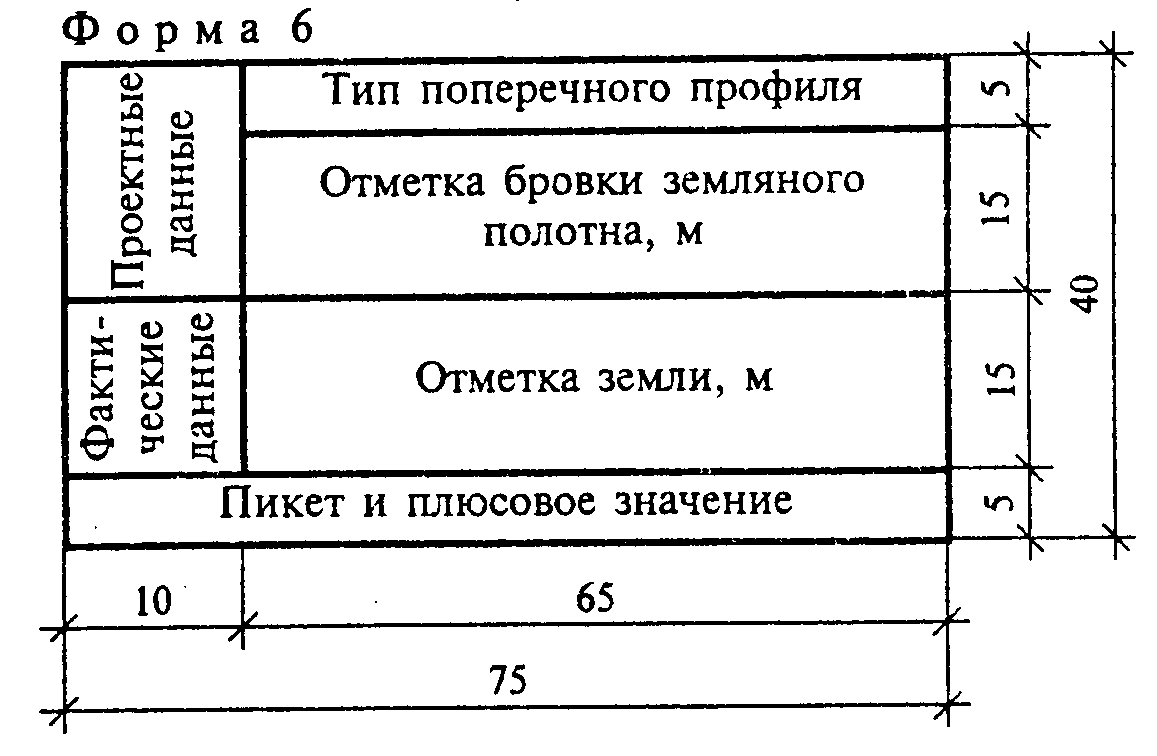 Форма 6
Проектные
данные
Тип поперечного профиля
Отметка бровки земляного
полотна, м
Факти-
ческие
данные
Отметка земли, м
Пикет и плюсовое значение
5
15
15
5
40
10
65
75